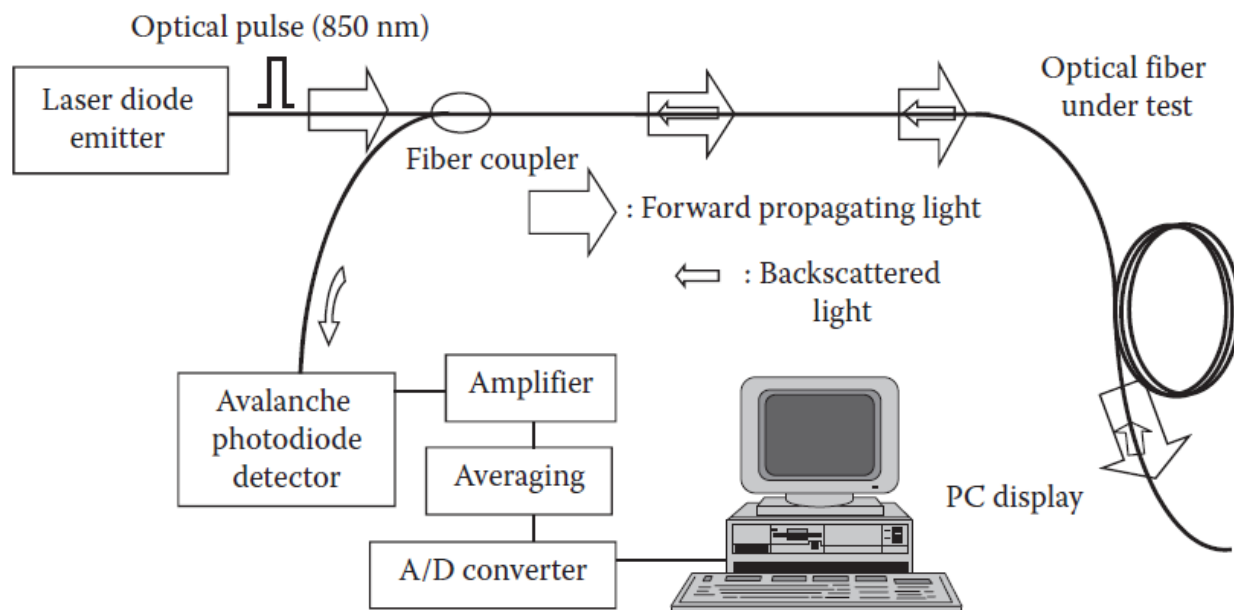 Optical pulse (850 nm)
Laser diode
emitter
Optical fiber
under test
Fiber coupler
: Forward propagating light
: Backscattered
light
Avalanche
photodiode
detector
Amplifier
Averaging
A/D converter
PC display